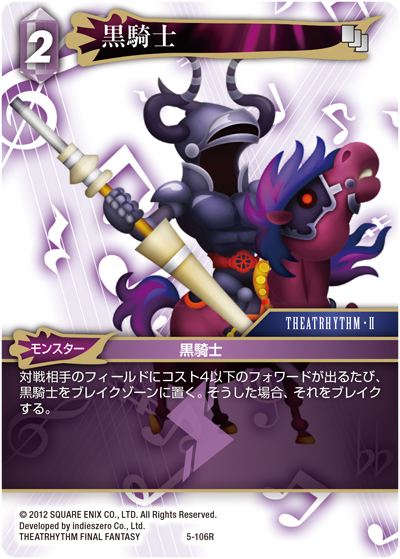 2
黒騎士
THEATRHYTHM・II
モンスター
黒騎士
対戦相手のフィールドにコスト4以下のフォワードが出るたび、
黒騎士をブレイクゾーンに置く。そうした場合、それをブレイク
する。
© 2012 SQUARE ENIX CO., LTD. All Rights Reserved.
Developed by indieszero Co., Ltd.
THEATRHYTHM FINAL FANTASY
5-106R